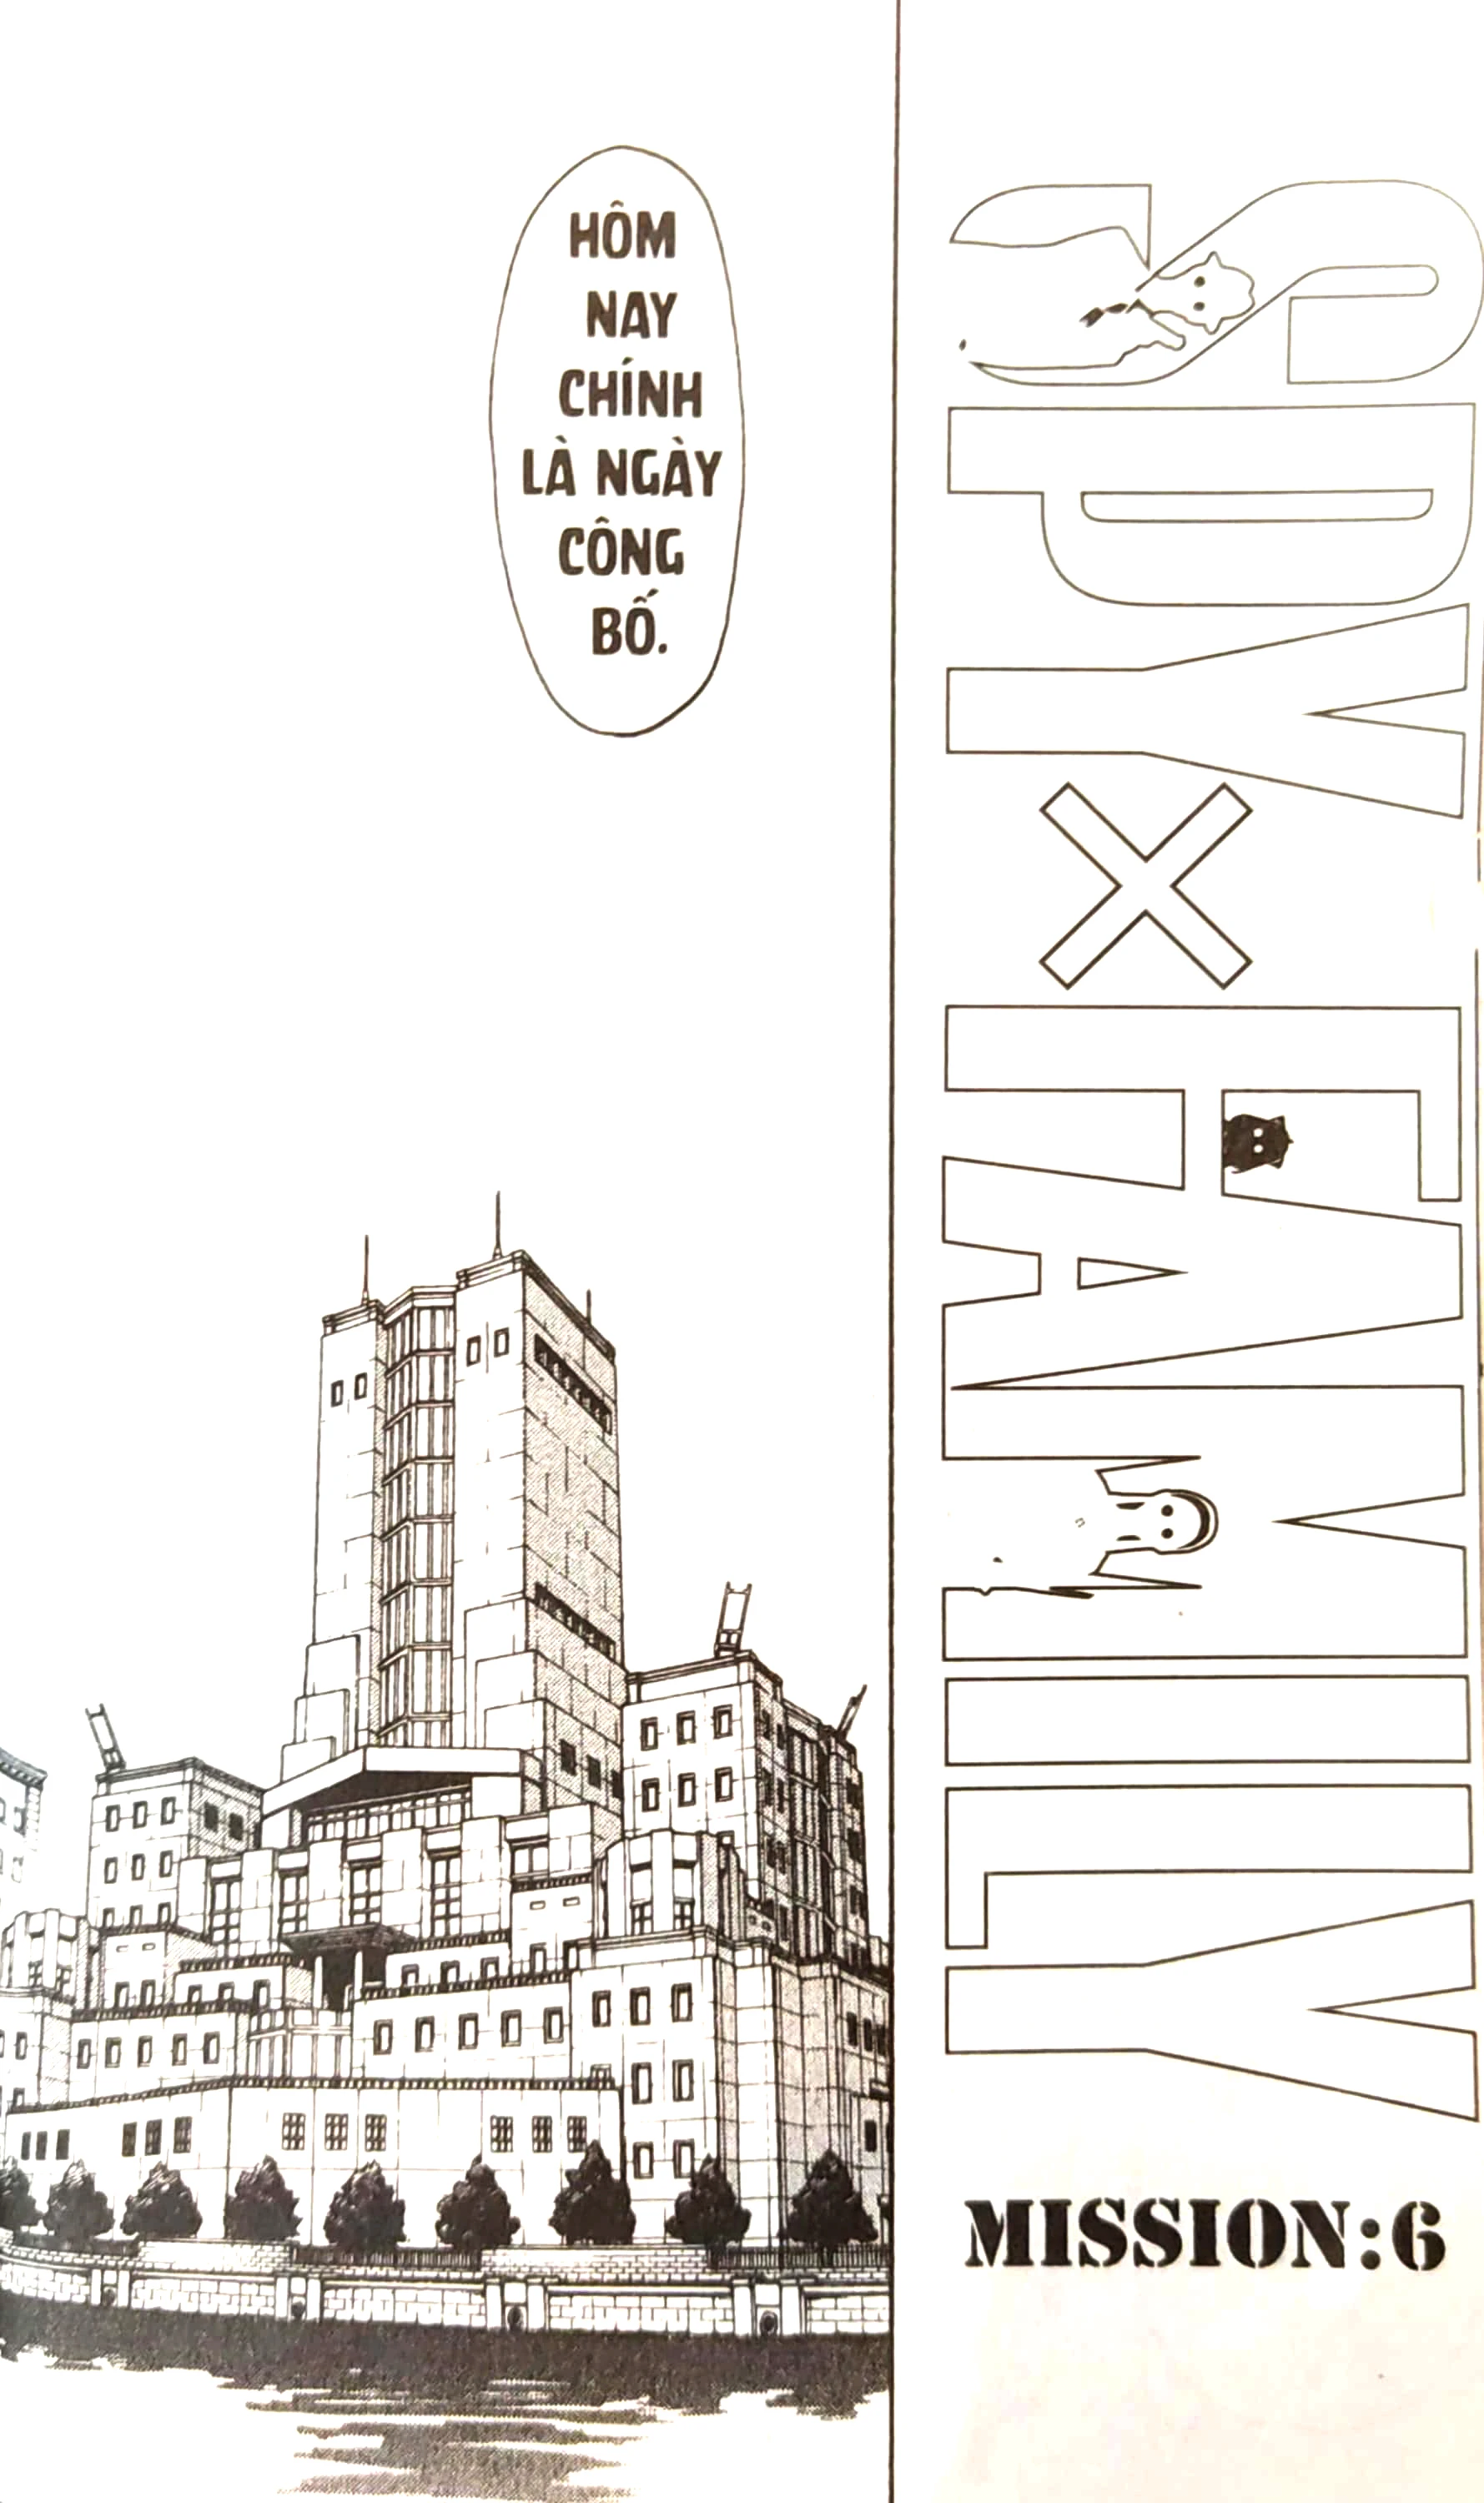 SPY×FAMILY
MISSION:6
HÔM
NAY
CHÍNH
LÀ NGÀY
CÔNG
BỐ.